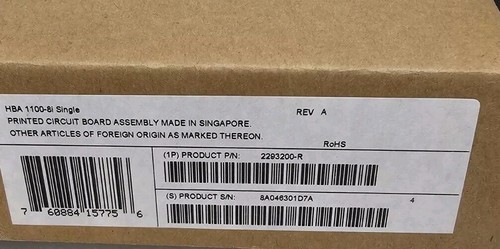 HBA 1100-8i Single
REV A
PRINTED CIRCUIT BOARD ASSEMBLY MADE IN SINGAPORE.
OTHER ARTICLES OF FOREIGN ORIGIN AS MARKED THEREON.
RoHS
(1P) PRODUCT P/N: 2293200-R
(S) PRODUCT S/N: 8A046301D7A 4
7 60884 15775 6